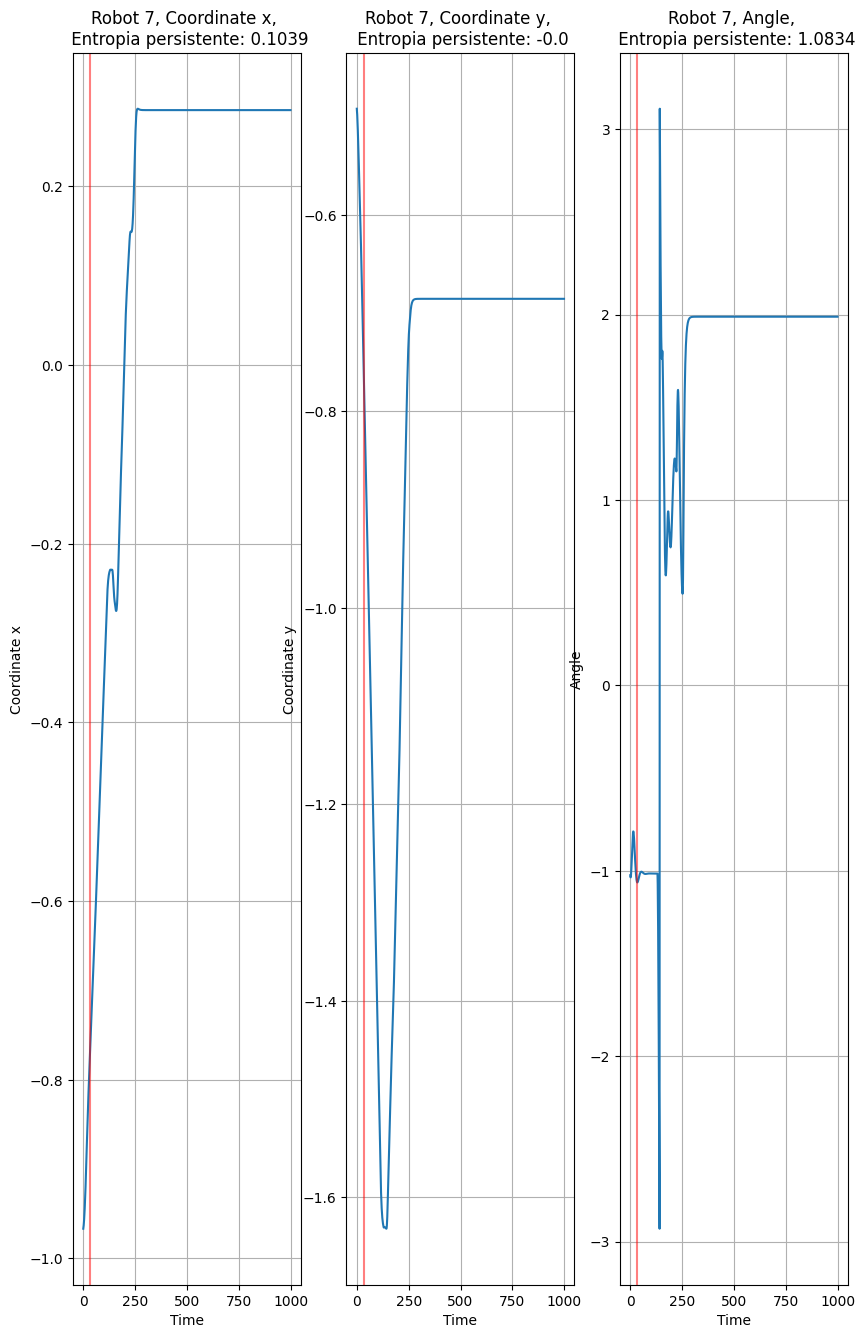 Robot 7, Coordinate x,
Entropia persistente: 0.1039
Robot 7, Coordinate y,
Entropia persistente: -0.0
Robot 7, Angle,
Entropia persistente: 1.0834
Coordinate x
0.2
0.0
−0.2
−0.4
−0.6
−0.8
−1.0
0
250
500
750
1000
Time
Coordinate y
−0.6
−0.8
−1.0
−1.2
−1.4
−1.6
0
250
500
750
1000
Time
Angle
3
2
1
0
−1
−2
−3
0
250
500
750
1000
Time